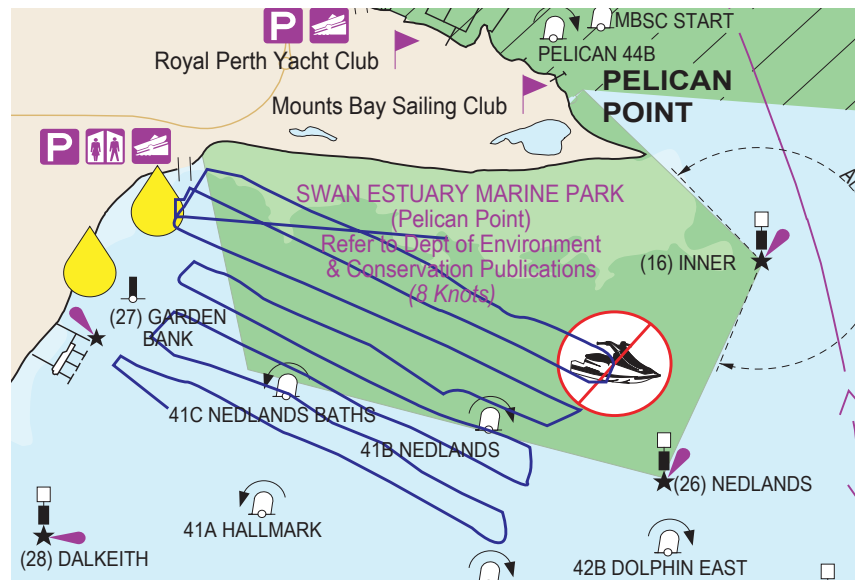 MBSC START
PELICAN 44B
Royal Perth Yacht Club
PELICAN
POINT
Mounts Bay Sailing Club
P
P
SWAN ESTUARY MARINE PARK
(Pelican Point)
Refer to Dept of Environment
& Conservation Publications
(8 Knots)
(16) INNER
(27) GARDEN
BANK
41C NEDLANDS BATHS
41B NEDLANDS
(26) NEDLANDS
41A HALLMARK
(28) DALKEITH
42B DOLPHIN EAST